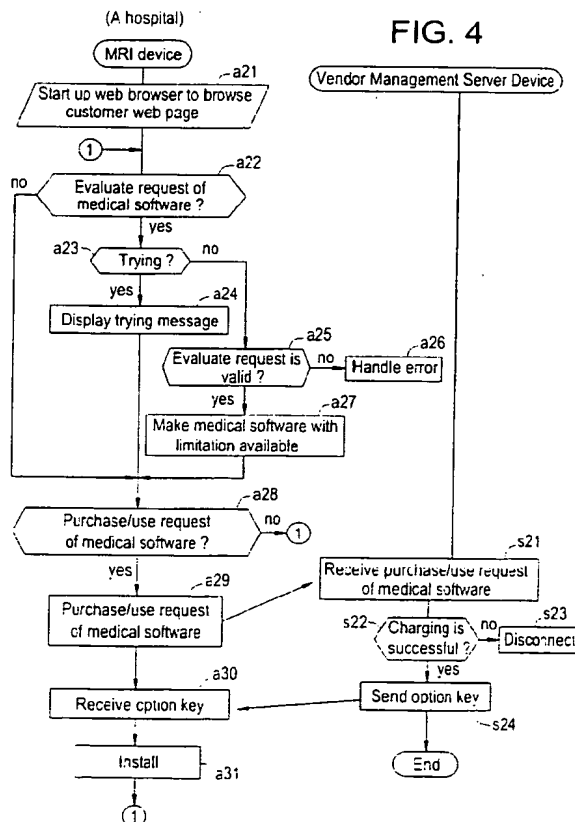 (A hospital)
FIG. 4
MRI device
Vendor Management Server Device
a21
Start up web browser to browse
customer web page
1
a22
no
Evaluate request of
medical software ?
yes
a23
no
Trying ?
yes
a24
Display trying message
a25
Evaluate request is
valid ?
no
a26
Handle error
yes
a27
Make medical software with
limitation available
a28
Purchase/use request
of medical software ?
no
1
yes
s21
Receive purchase/use request
of medical software
a29
Purchase/use request
of medical software
s22
Charging is
successful ?
no
s23
Disconnect
yes
a30
Receive cption key
Send option key
s24
Install
a31
End
1